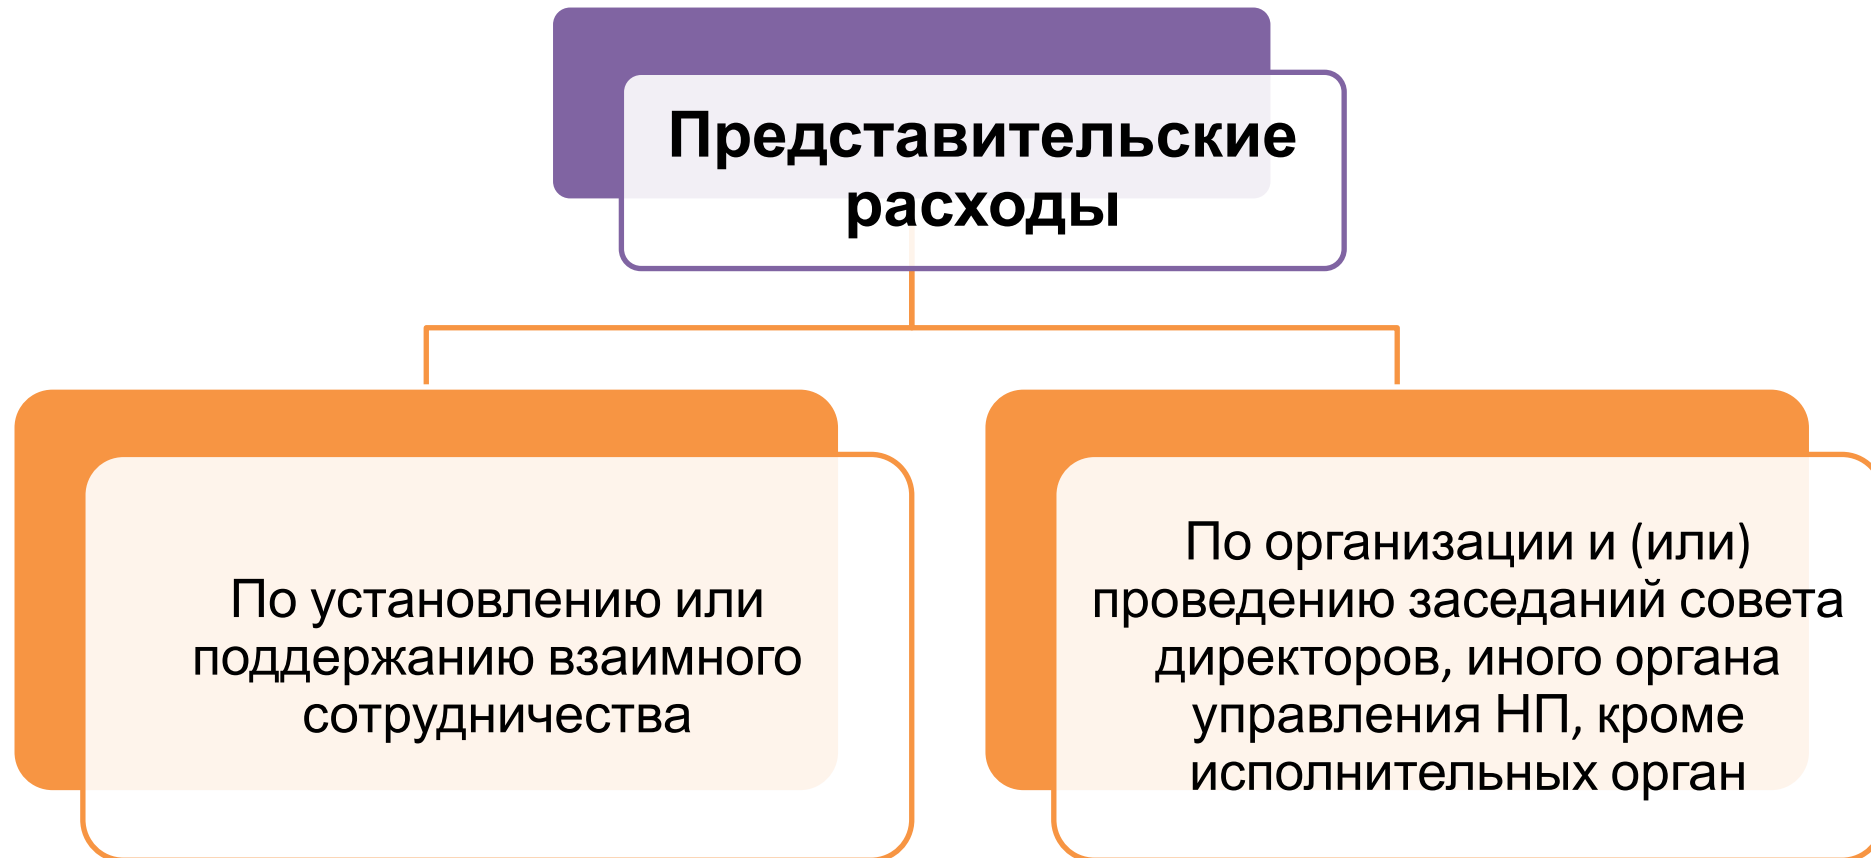 Представительские
расходы
По установлению или
поддержанию взаимного
сотрудничества
По организации и (или)
проведению заседаний совета
директоров, иного органа
управления НП, кроме
исполнительных орган